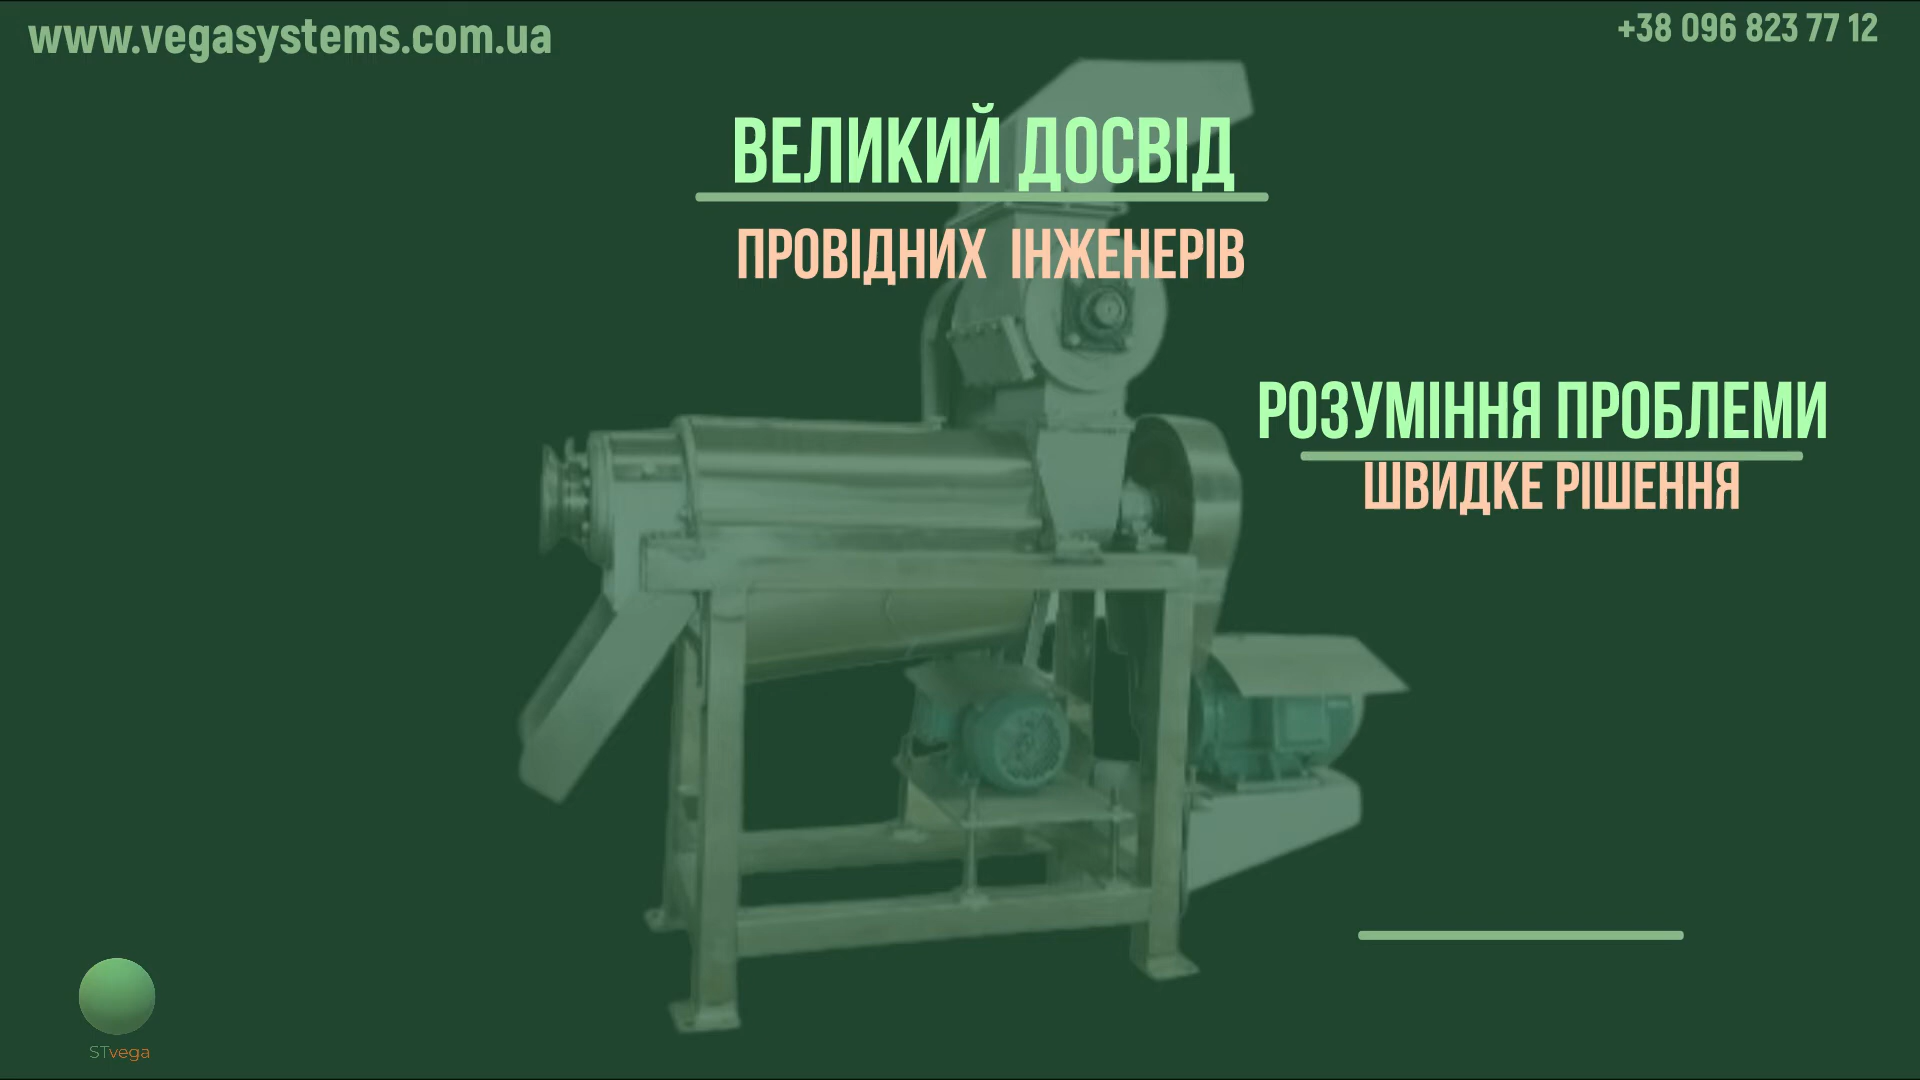 www.vegasystems.com.ua
+38 096 823 77 12
ВЕЛИКИЙ ДОСВІД
ПРОВІДНИХ ІНЖЕНЕРІВ
РОЗУМІННЯ ПРОБЛЕМИ
ШВИДКЕ РІШЕННЯ
STvega